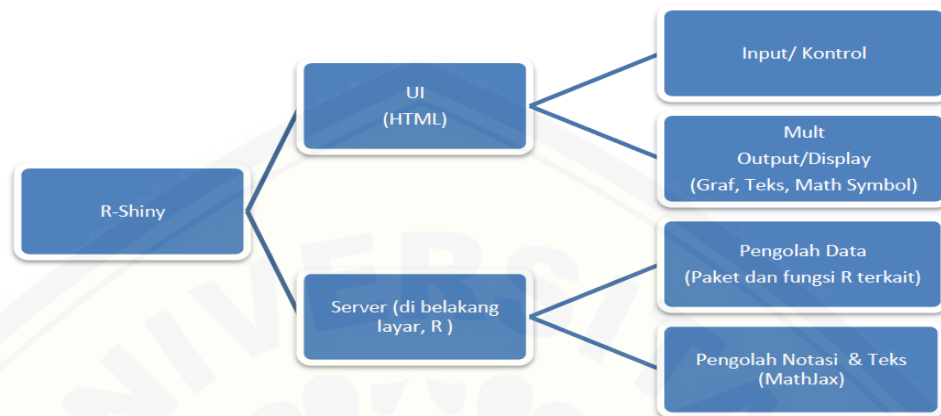 R-Shiny
UI
(HTML)
Input/ Kontrol
Mult
Output/Display
(Graf, Teks, Math Symbol)
Server (di belakang
layar, R )
Pengolah Data
(Paket dan fungsi R terkait)
Pengolah Notasi & Teks
(MathJax)
UNIVERSITA